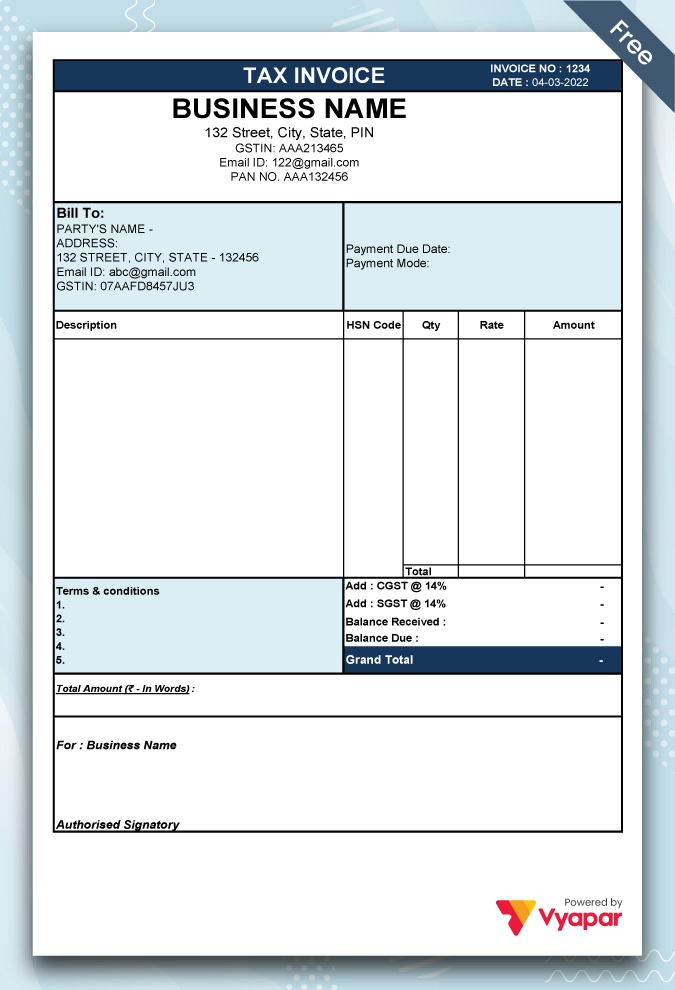 Free
TAX INVOICE
INVOICE NO : 1234
DATE : 04-03-2022
BUSINESS NAME
132 Street, City, State, PIN
GSTIN: AAA213465
Email ID: 122@gmail.com
PAN NO. AAA132456
Bill To:
PARTY'S NAME -
ADDRESS:
132 STREET, CITY, STATE - 132456
Email ID: abc@gmail.com
GSTIN: 07AAFD8457JU3
Payment Due Date:
Payment Mode:
Description HSN Code Qty Rate Amount
Total
Terms & conditions
1.
2.
3.
4.
5.
Add : CGST @ 14% -
Add : SGST @ 14% -
Balance Received : -
Balance Due : -
Grand Total -
Total Amount (₹ - In Words) :
For : Business Name
Authorised Signatory
Powered by
Vyapar